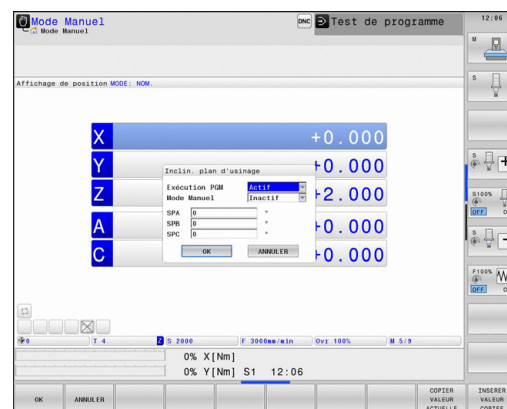 Mode Manuel
Mode Manuel
DNC
Test de programme
12:06
M
Affichage de position MODE: NOM.
S
X +0.000
Y +0.000
Z +2.000
A +0.000
C +0.000
Inclin. plan d'usinage
Exécution PGM Actif
Mode Manuel Inactif
SPA 0 °
SPB 0 °
SPC 0 °
OK ANNULER
S
S100%
OFF
S
F100%
OFF
0 T 4 Z S 2000 F 3000mm/min Ovr 100% M 5/9
0% X[Nm]
0% Y[Nm] S1 12:06
OK ANNULER
COPIER VALEUR ACTUELLE
INSERER VALEUR COPIEE